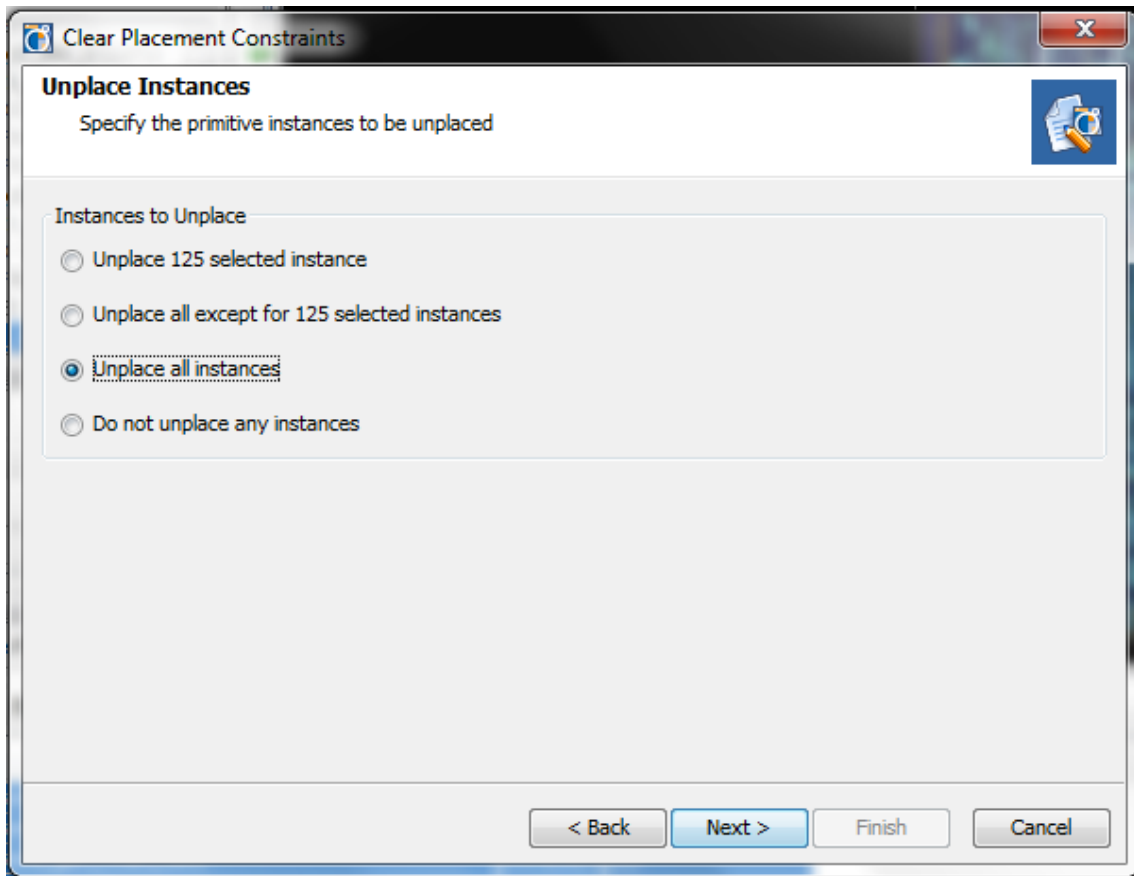 Clear Placement Constraints
X
Unplace Instances
Specify the primitive instances to be unplaced
Instances to Unplace
Unplace 125 selected instance
Unplace all except for 125 selected instances
Unplace all instances
Do not unplace any instances
< Back Next > Finish Cancel